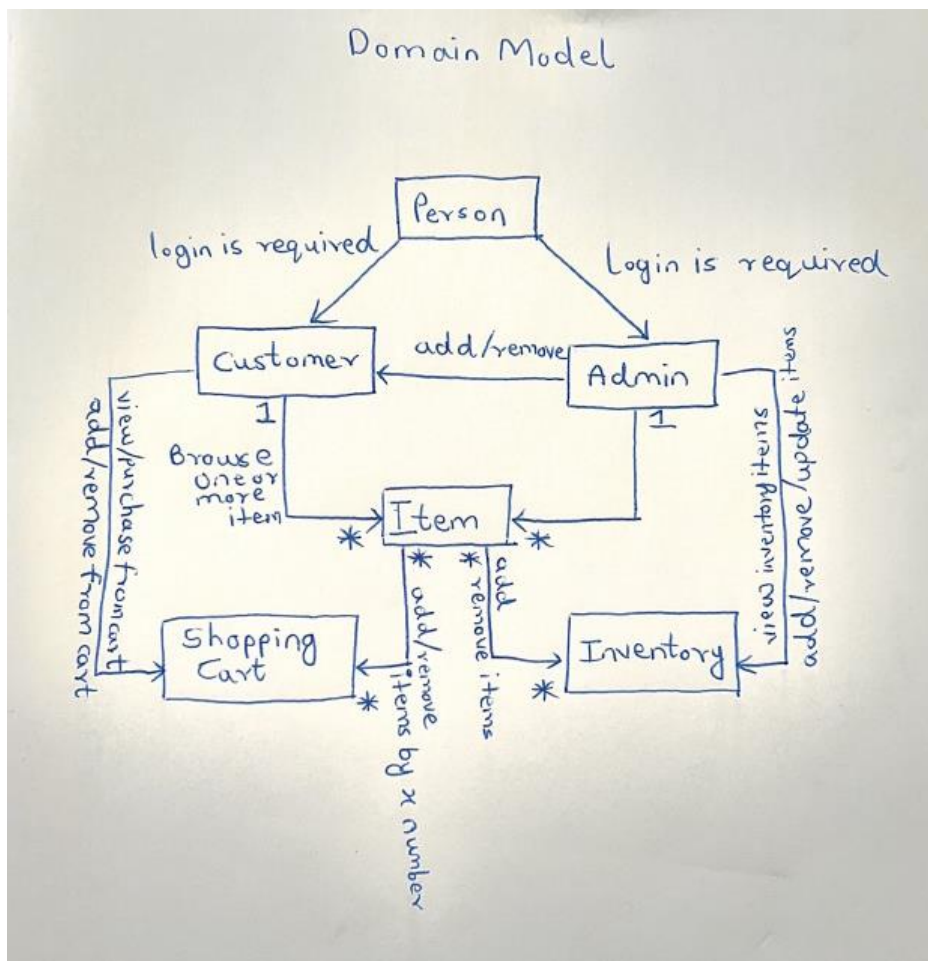 Domain Model
Person
login is required
Login is required
Customer
add/remove
Admin
1
1
Browse
one or
more
item
Item
*
*
*
*
view/purchase from cart
add/remove from cart
add/remove
items by x number
add
remove items
view inventory items
add/remove/update items
Shopping
Cart
*
Inventory
*